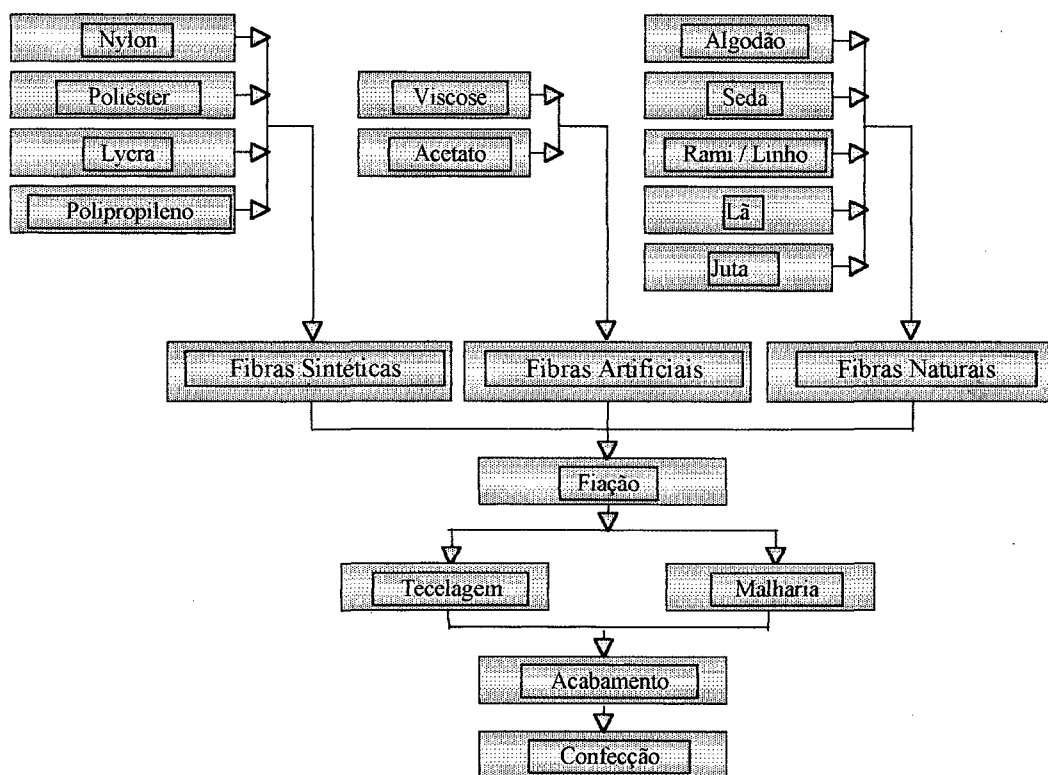 Nylon
Poliéster
Lycra
Polipropileno
Viscose
Acetato
Algodão
Seda
Rami / Linho
Lã
Juta
Fibras Sintéticas
Fibras Artificiais
Fibras Naturais
Fiação
Tecelagem
Malharia
Acabamento
Confecção